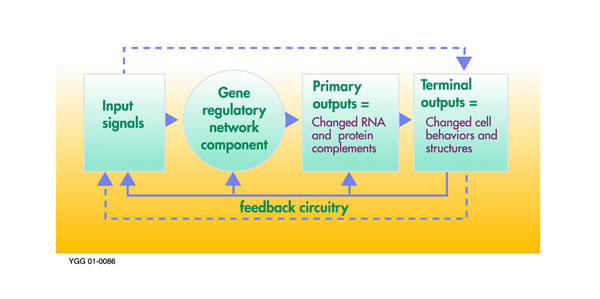 Input
signals
Gene
regulatory
network
component
Primary
outputs =
Changed RNA
and protein
complements
Terminal
outputs =
Changed cell
behaviors and
structures
feedback circuitry
YGG 01-0086